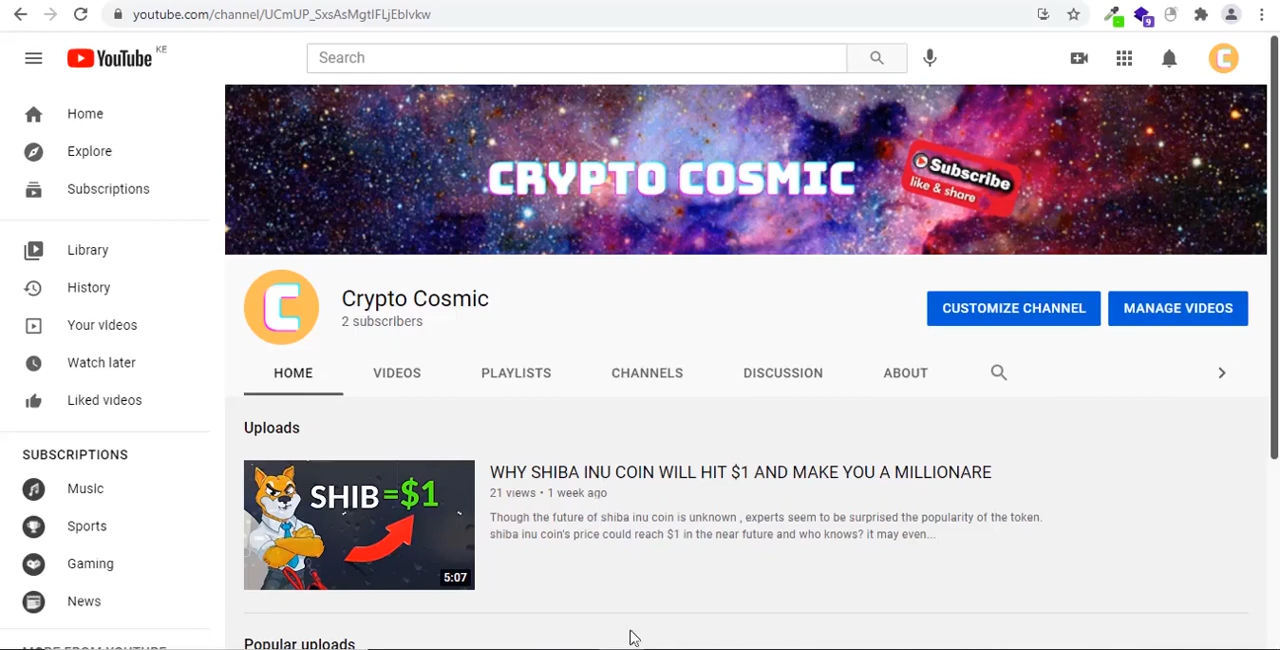 youtube.com/channel/UCmUP_SxsAsMgtIFLjEblvkw
9
YouTube KE
Search
C
Home
Explore
Subscriptions
Library
History
Your videos
Watch later
Liked videos
SUBSCRIPTIONS
Music
Sports
Gaming
News
MORE FROM YOUTUBE
CRYPTO COSMIC
Subscribe
like & share
C
Crypto Cosmic
2 subscribers
CUSTOMIZE CHANNEL
MANAGE VIDEOS
HOME VIDEOS PLAYLISTS CHANNELS DISCUSSION ABOUT
Uploads
SHIB=$1
5:07
WHY SHIBA INU COIN WILL HIT $1 AND MAKE YOU A MILLIONARE
21 views • 1 week ago
Though the future of shiba inu coin is unknown , experts seem to be surprised the popularity of the token.
shiba inu coin's price could reach $1 in the near future and who knows? it may even...
Popular uploads